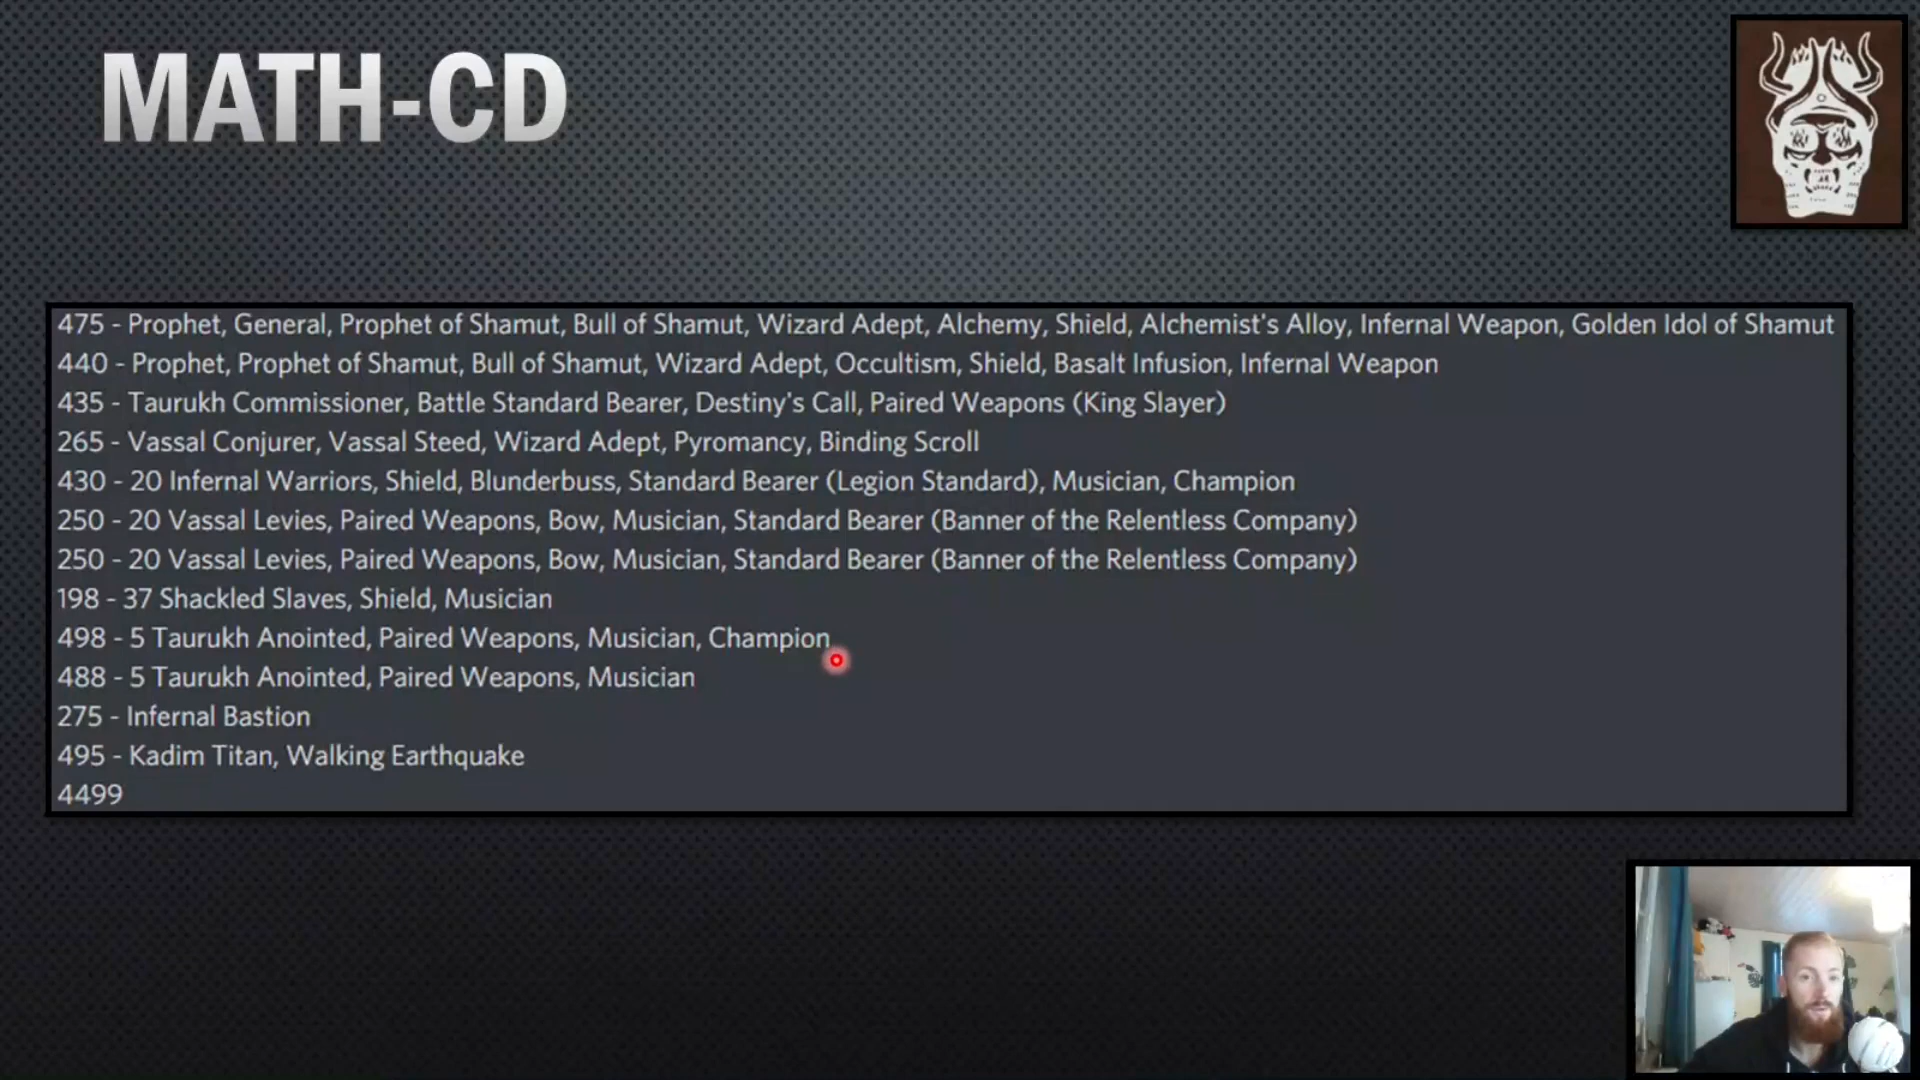 MATH-CD
475 - Prophet, General, Prophet of Shamut, Bull of Shamut, Wizard Adept, Alchemy, Shield, Alchemist's Alloy, Infernal Weapon, Golden Idol of Shamut
440 - Prophet, Prophet of Shamut, Bull of Shamut, Wizard Adept, Occultism, Shield, Basalt Infusion, Infernal Weapon
435 - Taurukh Commissioner, Battle Standard Bearer, Destiny's Call, Paired Weapons (King Slayer)
265 - Vassal Conjurer, Vassal Steed, Wizard Adept, Pyromancy, Binding Scroll
430 - 20 Infernal Warriors, Shield, Blunderbuss, Standard Bearer (Legion Standard), Musician, Champion
250 - 20 Vassal Levies, Paired Weapons, Bow, Musician, Standard Bearer (Banner of the Relentless Company)
250 - 20 Vassal Levies, Paired Weapons, Bow, Musician, Standard Bearer (Banner of the Relentless Company)
198 - 37 Shackled Slaves, Shield, Musician
498 - 5 Taurukh Anointed, Paired Weapons, Musician, Champion
488 - 5 Taurukh Anointed, Paired Weapons, Musician
275 - Infernal Bastion
495 - Kadim Titan, Walking Earthquake
4499